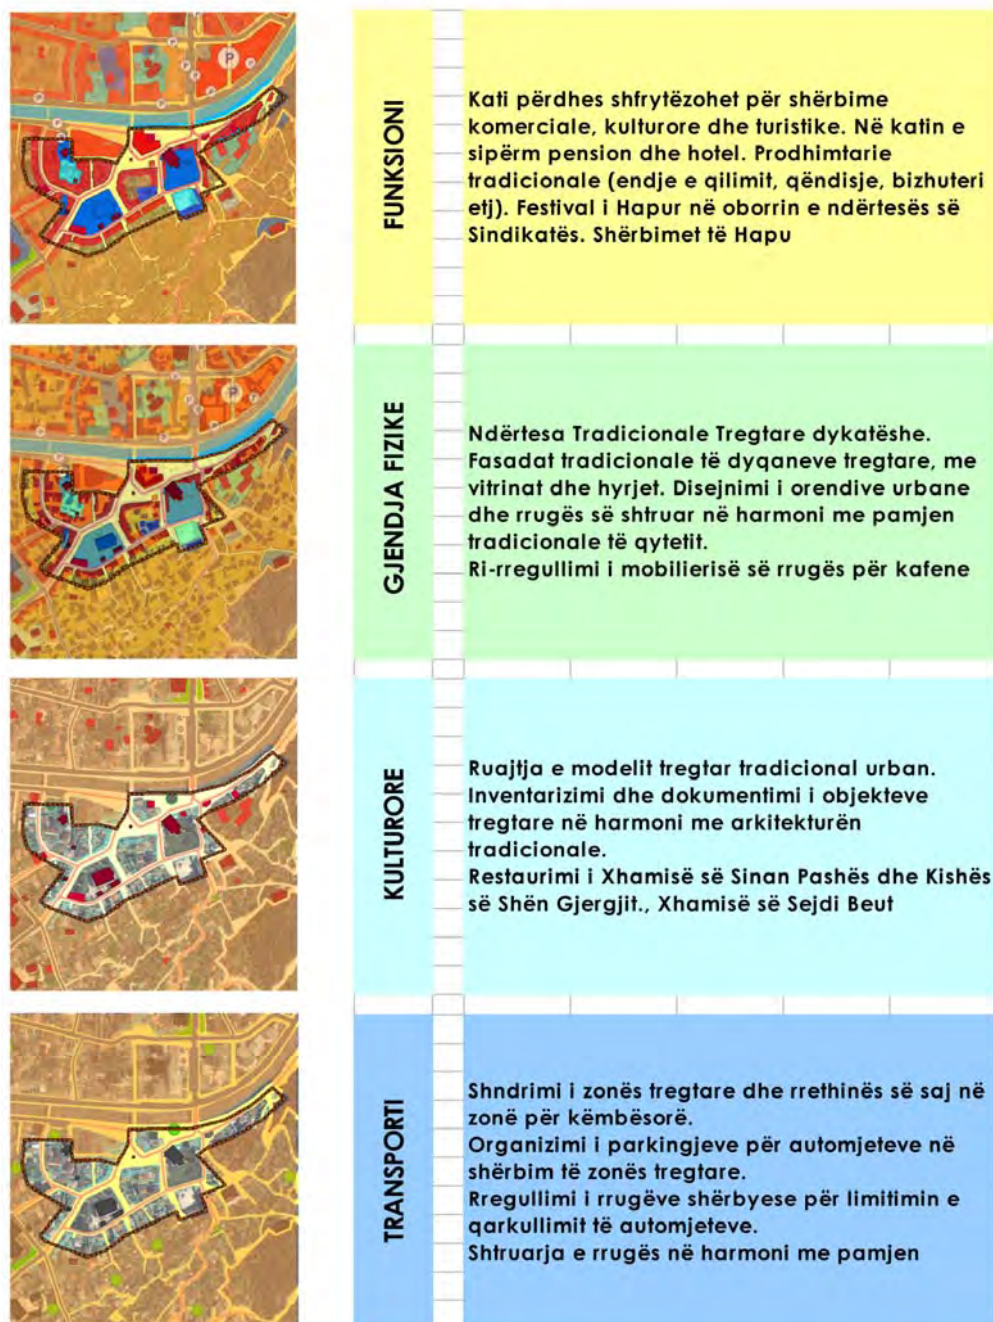 FUNKSIONI
Kati përdhes shfrytëzohet për shërbime
komerciale, kulturore dhe turistike. Në katin e
sipërm pension dhe hotel. Prodhimtarie
tradicionale (endje e qilimit, qëndisje, bizhuteri
etj). Festival i Hapur në oborrin e ndërtesës së
Sindikatës. Shërbimet të Hapu
GJENDJA FIZIKE
Ndërtesa Tradicionale Tregtare dykatëshe.
Fasadat tradicionale të dyqaneve tregtare, me
vitrinat dhe hyrjet. Disejnimi i orendive urbane
dhe rrugës së shtruar në harmoni me pamjen
tradicionale të qytetit.
Ri-rregullimi i mobilierisë së rrugës për kafene
KULTURORE
Ruajtja e modelit tregtar tradicional urban.
Inventarizimi dhe dokumentimi i objekteve
tregtare në harmoni me arkitekturën
tradicionale.
Restaurimi i Xhamisë së Sinan Pashës dhe Kishës
së Shën Gjergjit., Xhamisë së Sejdi Beut
TRANSPORTI
Shndrimi i zonës tregtare dhe rrethinës së saj në
zonë për këmbësorë.
Organizimi i parkingjeve për automjeteve në
shërbim të zonës tregtare.
Rregullimi i rrugëve shërbyese për limitimin e
qarkullimit të automjeteve.
Shtruarja e rrugës në harmoni me pamjen